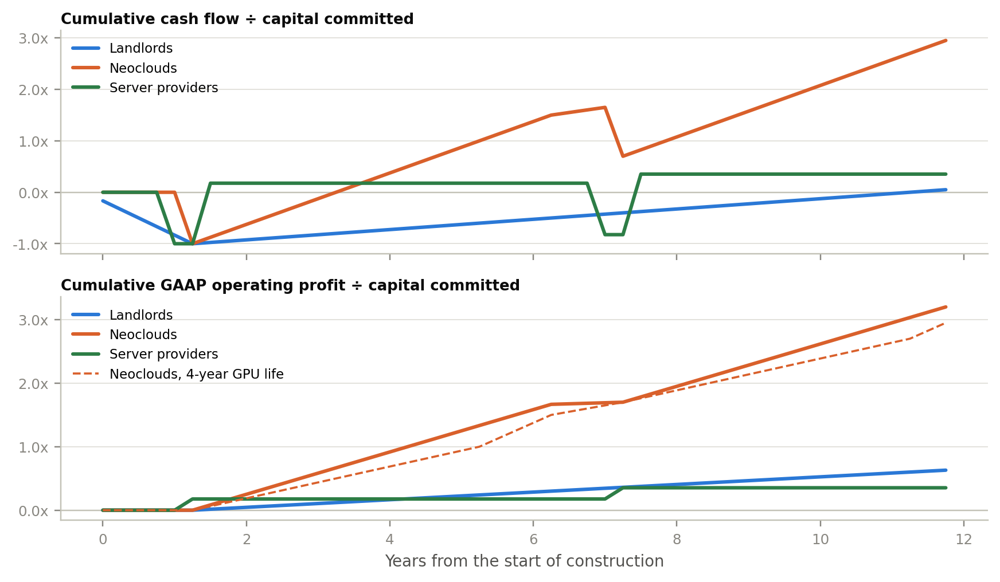 Cumulative cash flow ÷ capital committed
3.0x
2.0x
1.0x
0.0x
-1.0x
Landlords
Neoclouds
Server providers
Cumulative GAAP operating profit ÷ capital committed
3.0x
2.0x
1.0x
0.0x
Landlords
Neoclouds
Server providers
Neoclouds, 4-year GPU life
0 2 4 6 8 10 12
Years from the start of construction